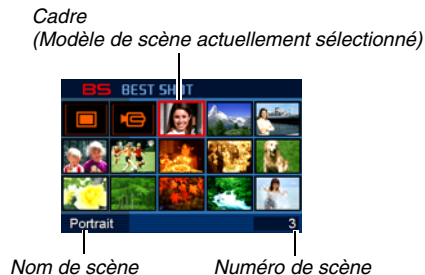 Cadre
(Modèle de scène actuellement sélectionné)
BS BEST SHOT
Portrait 3
Nom de scène Numéro de scène